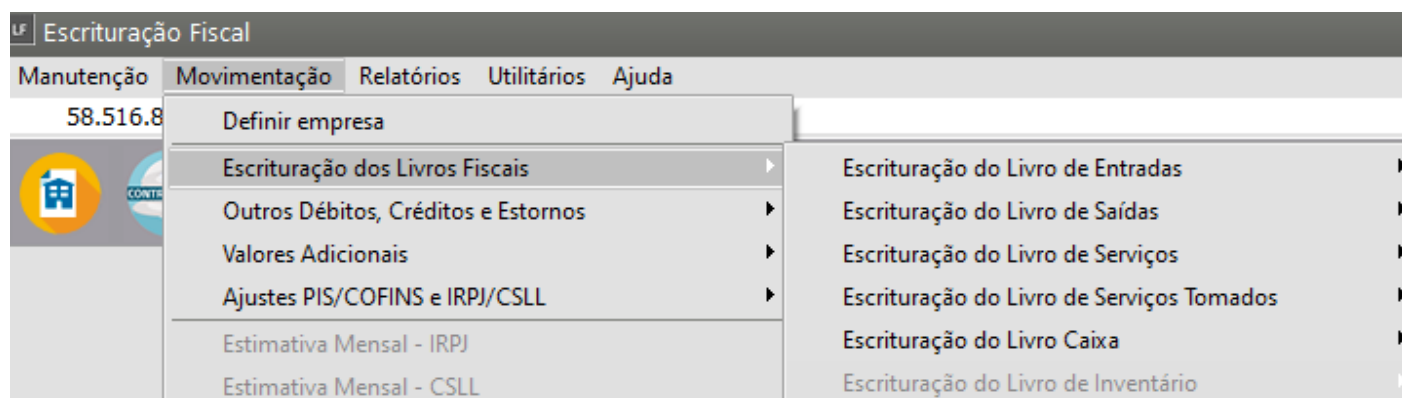 LF Escrituração Fiscal
Manutenção Movimentação Relatórios Utilitários Ajuda
58.516.8
Definir empresa
Escrituração dos Livros Fiscais
Outros Débitos, Créditos e Estornos
Valores Adicionais
Ajustes PIS/COFINS e IRPJ/CSLL
Estimativa Mensal - IRPJ
Estimativa Mensal - CSLL
Escrituração do Livro de Entradas
Escrituração do Livro de Saídas
Escrituração do Livro de Serviços
Escrituração do Livro de Serviços Tomados
Escrituração do Livro Caixa
Escrituração do Livro de Inventário